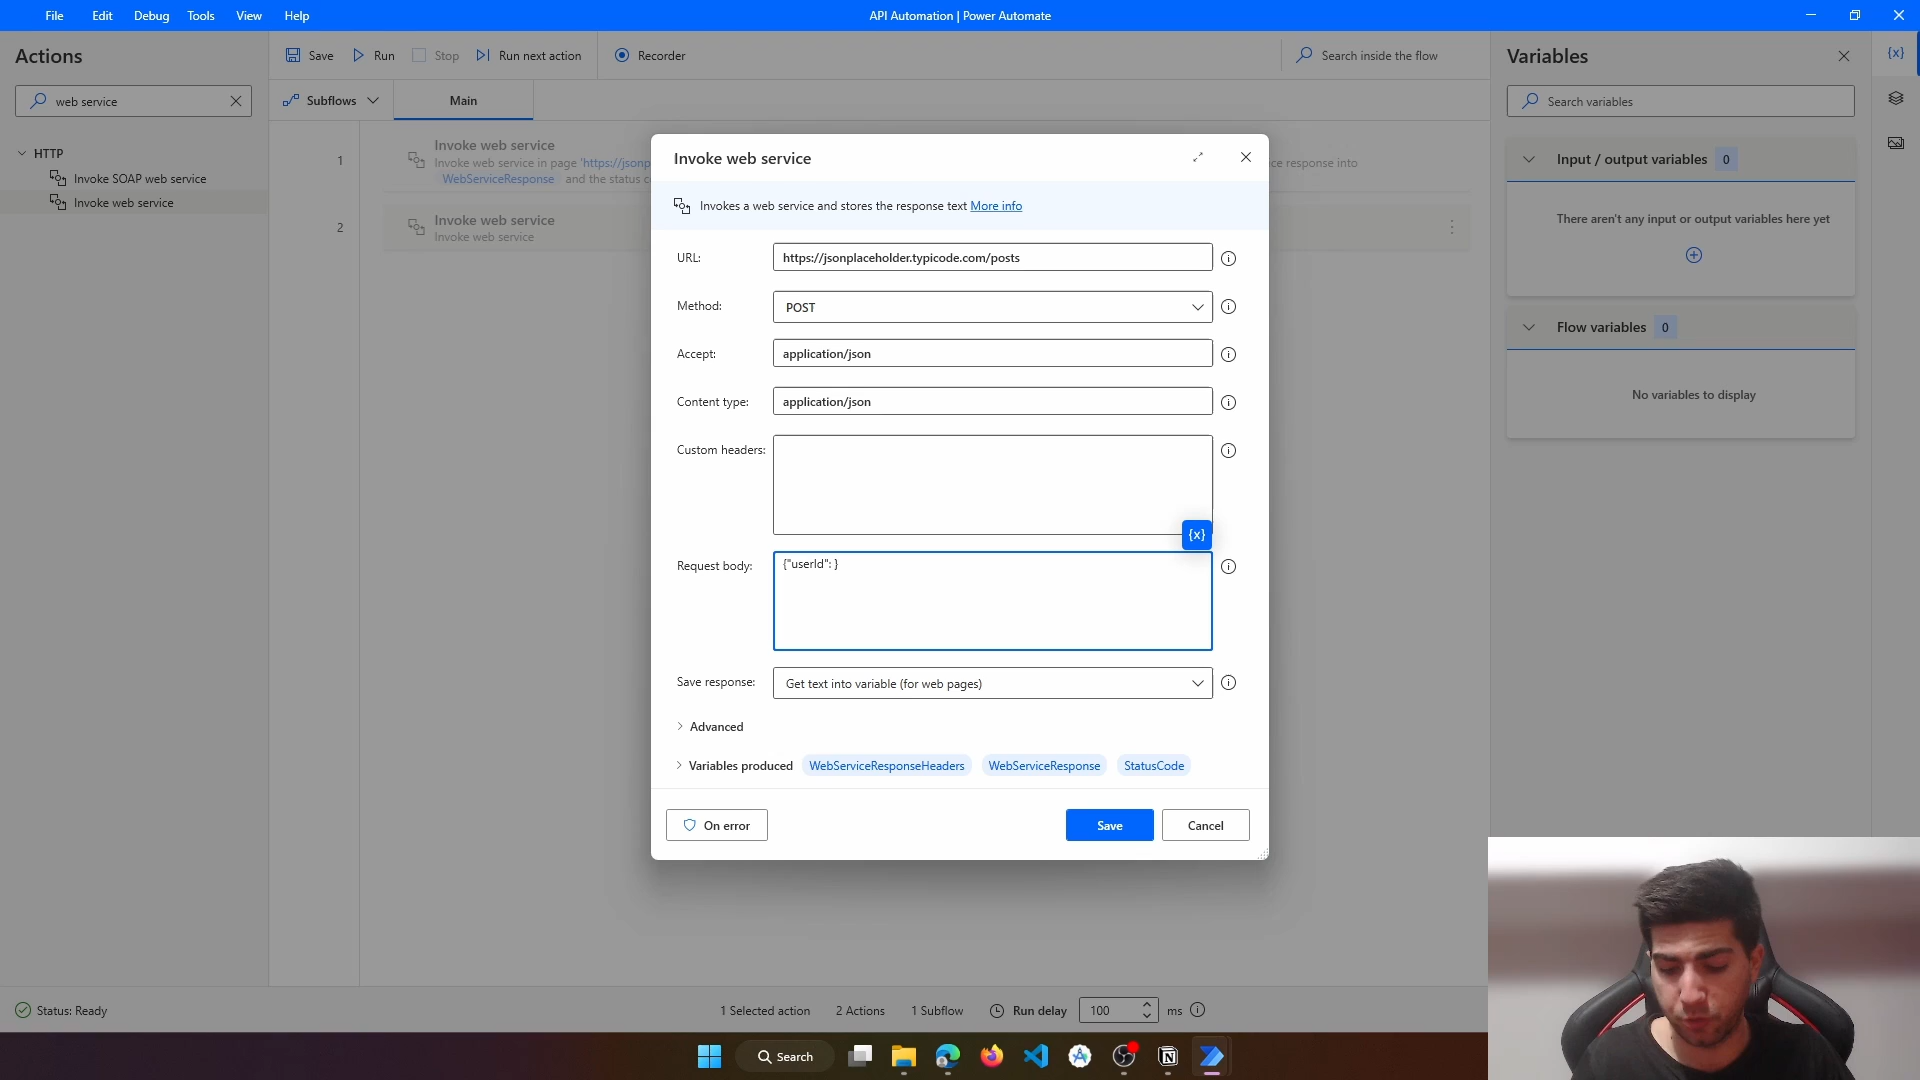 File Edit Debug Tools View Help
API Automation | Power Automate
Actions
web service
HTTP
Invoke SOAP web service
Invoke web service
Save Run Stop Run next action Recorder
Search inside the flow
Subflows
Main
1
Invoke web service
Invoke web service in page 'https://jsonp
ce response into
WebServiceResponse and the status c
2
Invoke web service
Invoke web service
Invoke web service
Invokes a web service and stores the response text More info
URL: https://jsonplaceholder.typicode.com/posts
Method: POST
Accept: application/json
Content type: application/json
Custom headers:
{x}
Request body: {"userId": }
Save response: Get text into variable (for web pages)
Advanced
Variables produced WebServiceResponseHeaders WebServiceResponse StatusCode
On error
Save
Cancel
Variables
{x}
Search variables
Input / output variables 0
There aren't any input or output variables here yet
Flow variables 0
No variables to display
Status: Ready
1 Selected action 2 Actions 1 Subflow Run delay 100 ms
Search